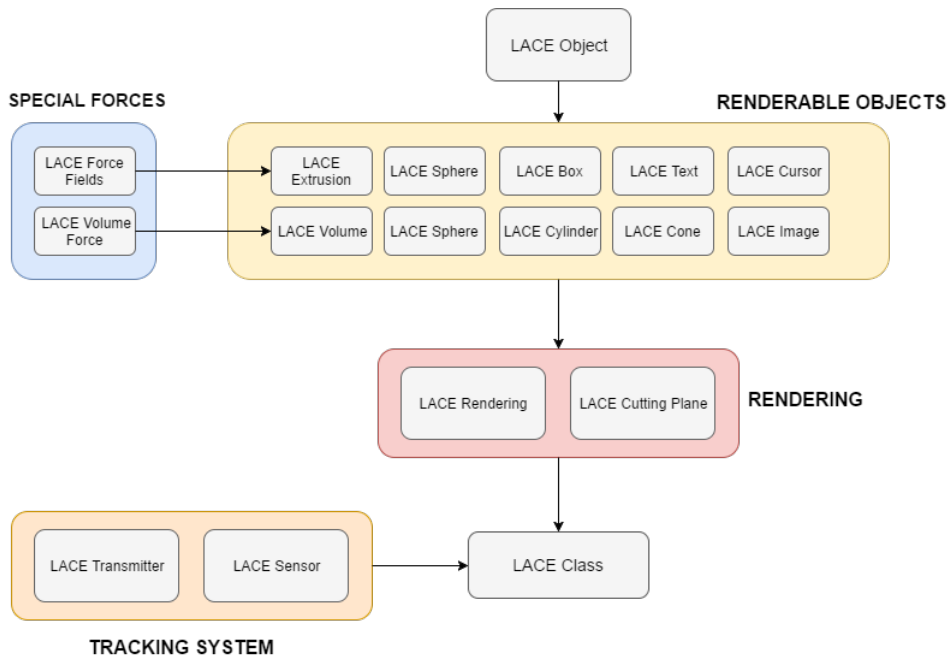 LACE Object
SPECIAL FORCES
RENDERABLE OBJECTS
LACE Force
Fields
LACE
Extrusion
LACE Sphere
LACE Box
LACE Text
LACE Cursor
LACE Volume
Force
LACE Volume
LACE Sphere
LACE Cylinder
LACE Cone
LACE Image
LACE Rendering
LACE Cutting Plane
RENDERING
LACE Transmitter
LACE Sensor
LACE Class
TRACKING SYSTEM